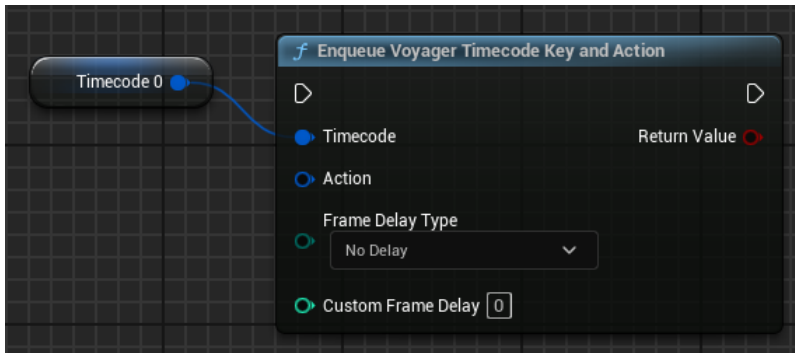 Enqueue Voyager Timecode Key and Action
Timecode 0
Timecode
Return Value
Action
Frame Delay Type
No Delay
Custom Frame Delay 0